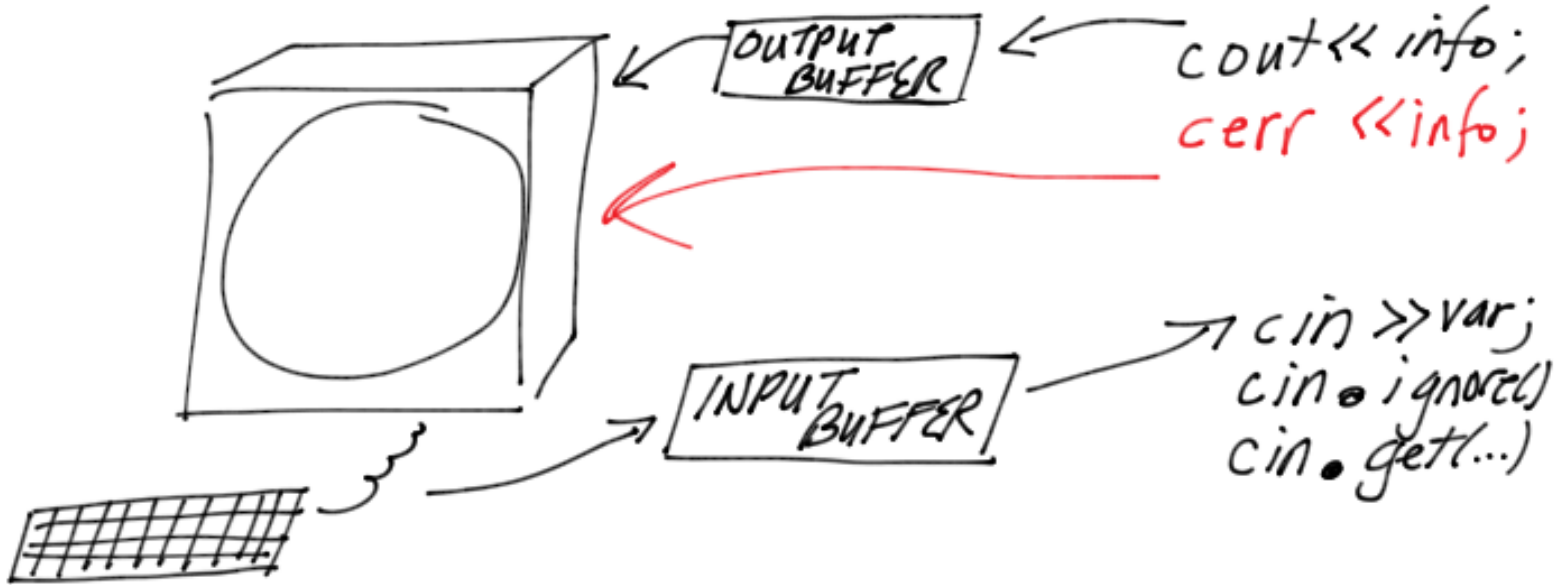 OUTPUT
BUFFER
cout << info;
cerr << info;
INPUT
BUFFER
cin >> var;
cin.ignore()
cin.get(...)